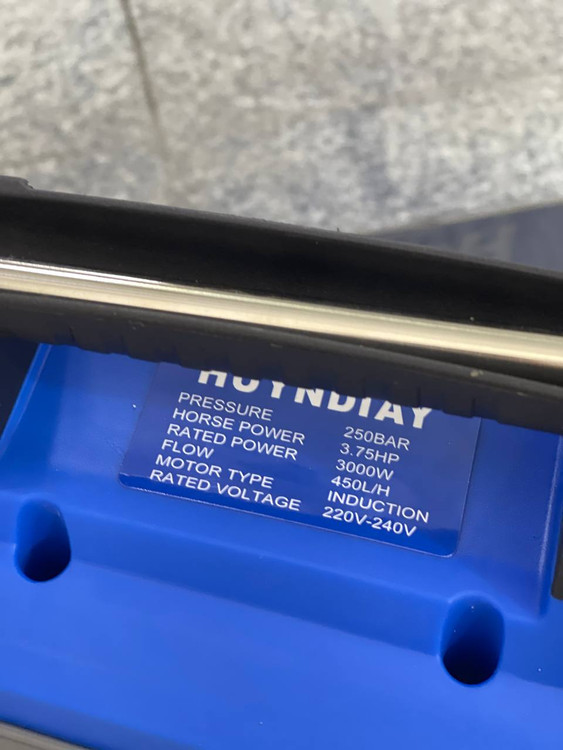 HUYNDIAY
PRESSURE 250BAR
HORSE POWER 3.75HP
RATED POWER 3000W
FLOW 450L/H
MOTOR TYPE INDUCTION
RATED VOLTAGE 220V-240V